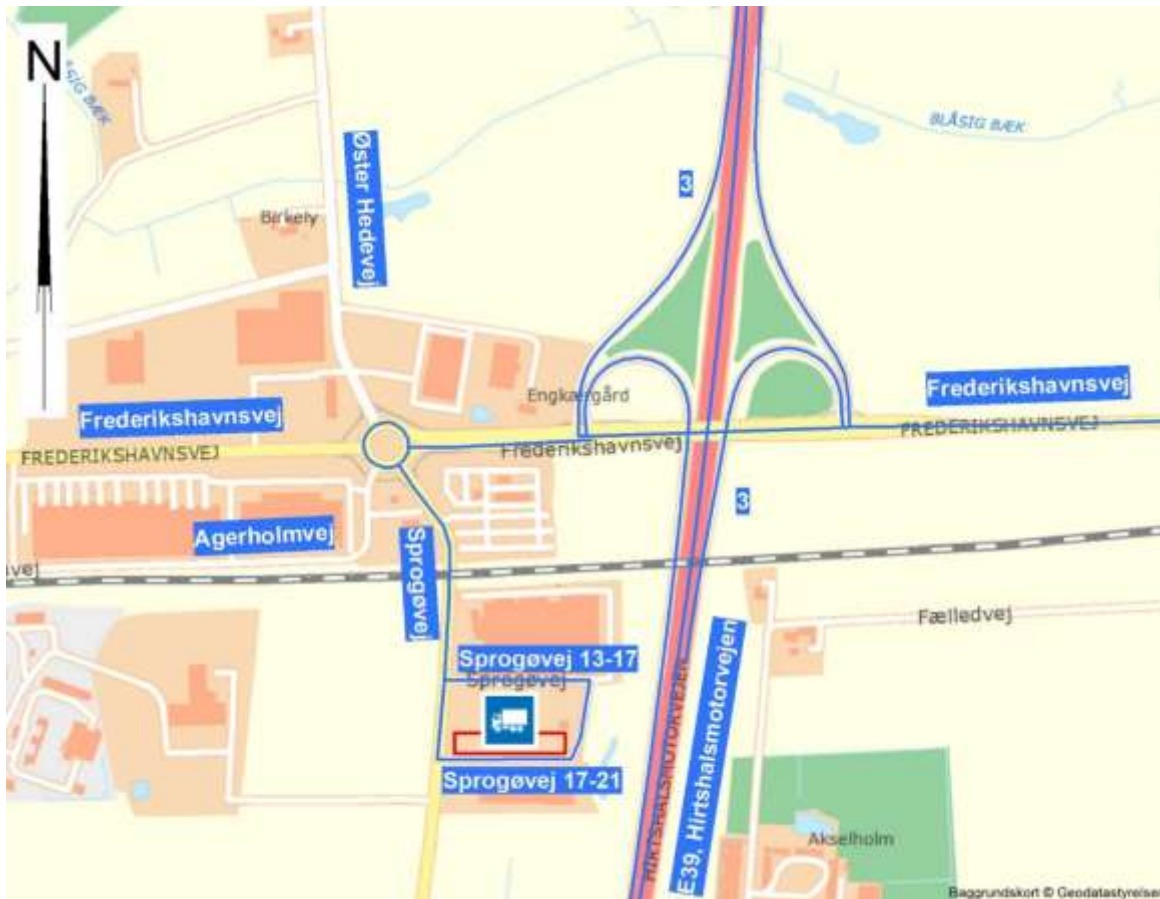 N
ÅSIG BÆK
BLÅSIG BÆK
Øster Hedevej
3
Birkely
Engkærgård
Frederikshavnsvej
Frederikshavnsvej
FREDERIKSHAVNSVEJ
Frederikshavnsvej
FREDERIKSHAVNSVEJ
Agerholmvej
3
Sprogøvej
vej
Fælledvej
Sprogøvej 13-17
Sprogøvej
HIRTSHALSMOTORVEJEN
E39, Hirtshalsmotorvejen
Sprogøvej 17-21
Akselholm
Baggrundskort © Geodatastyrelsen